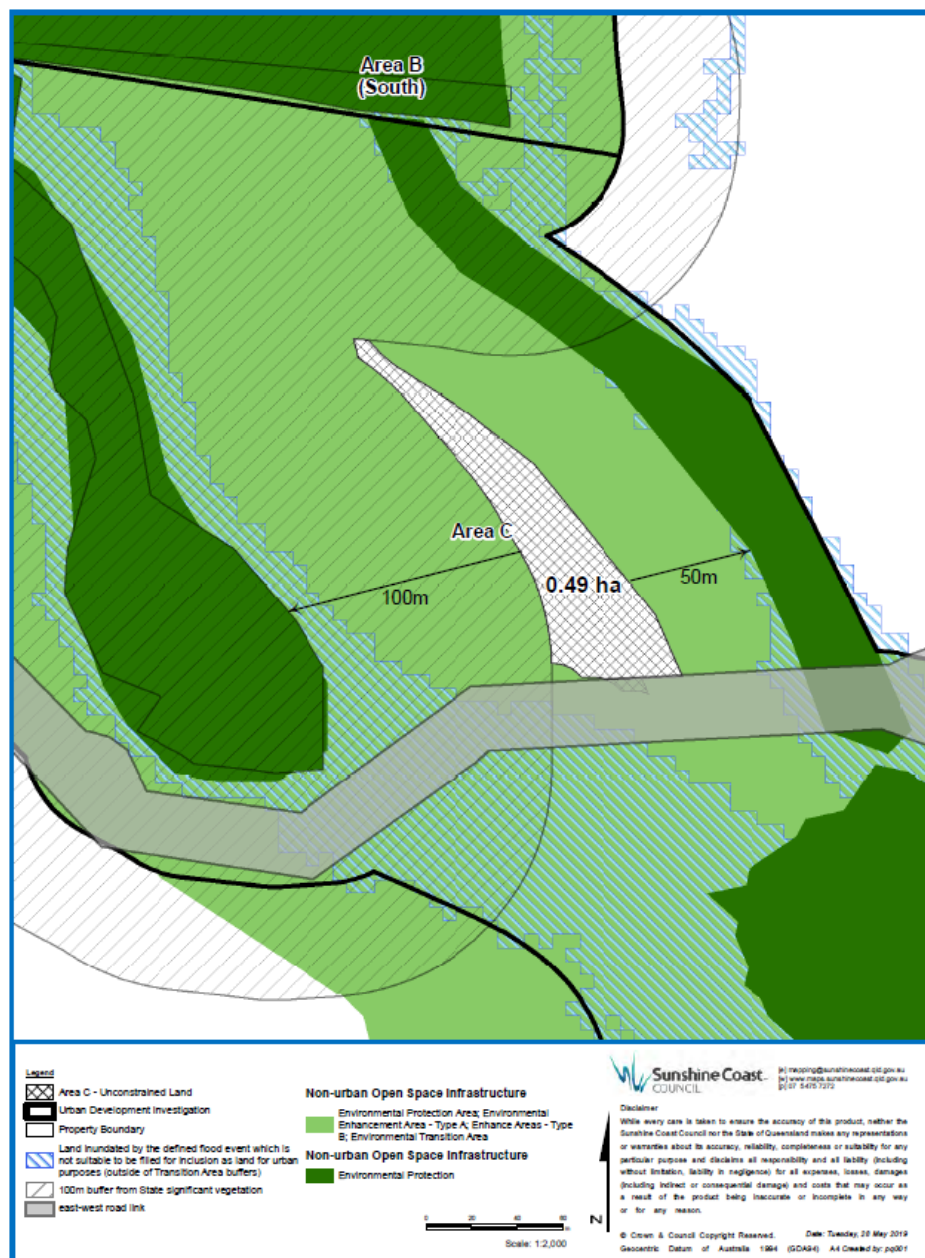 Area B
(South)
Area C
100m
0.49 ha
50m
Legend
Area C - Unconstrained Land
Urban Development Investigation
Property Boundary
Land inundated by the defined flood event which is
not suitable to be filled for inclusion as land for urban
purposes (outside of Transition Area buffers)
100m buffer from State significant vegetation
east-west road link
Non-urban Open Space Infrastructure
Environmental Protection Area; Environmental
Enhancement Area - Type A; Enhance Areas - Type
B; Environmental Transition Area
Non-urban Open Space Infrastructure
Environmental Protection
0 20 40 60
m
Scale: 1:2,000
N
Sunshine Coast
COUNCIL
[e] mapping@sunshinecoast.qld.gov.au
[w] www.maps.sunshinecoast.qld.gov.au
[p] 07 5475 7272
Disclaimer
While every care is taken to ensure the accuracy of this product, neither the
Sunshine Coast Council nor the State of Queensland makes any representations
or warranties about its accuracy, reliability, completeness or suitability for any
particular purpose and disclaims all responsibility and all liability (including
without limitation, liability in negligence) for all expenses, losses, damages
(including indirect or consequential damage) and costs that may occur as
a result of the product being inaccurate or incomplete in any way
or for any reason.
© Crown & Council Copyright Reserved. Date: Tuesday, 28 May 2019
Geocentric Datum of Australia 1994 (GDA94) A4 Created by: pq001